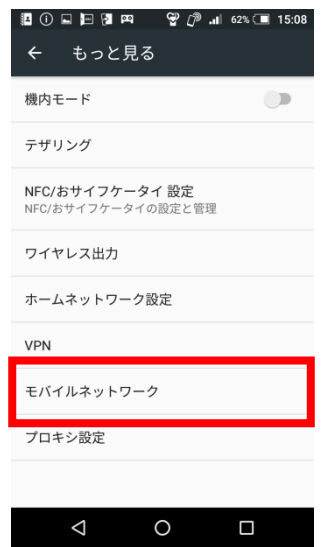 62% 15:08
もっと見る
機内モード
テザリング
NFC/おサイフケータイ 設定
NFC/おサイフケータイの設定と管理
ワイヤレス出力
ホームネットワーク設定
VPN
モバイルネットワーク
プロキシ設定